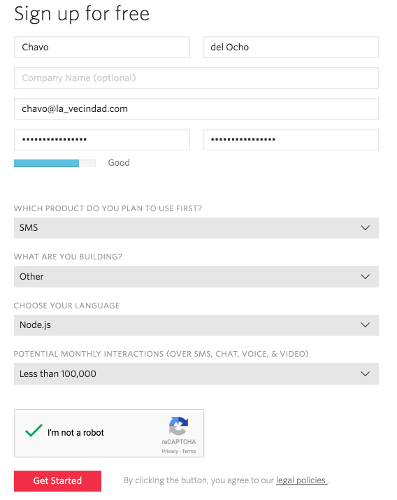 Sign up for free
Chavo del Ocho
Company Name (optional)
chavo@la_vecindad.com
•••••••••••••••• ••••••••••••••••
Good
WHICH PRODUCT DO YOU PLAN TO USE FIRST?
SMS
WHAT ARE YOU BUILDING?
Other
CHOOSE YOUR LANGUAGE
Node.js
POTENTIAL MONTHLY INTERACTIONS (OVER SMS, CHAT, VOICE, & VIDEO)
Less than 100,000
I'm not a robot
reCAPTCHA
Privacy - Terms
Get Started By clicking the button, you agree to our legal policies.